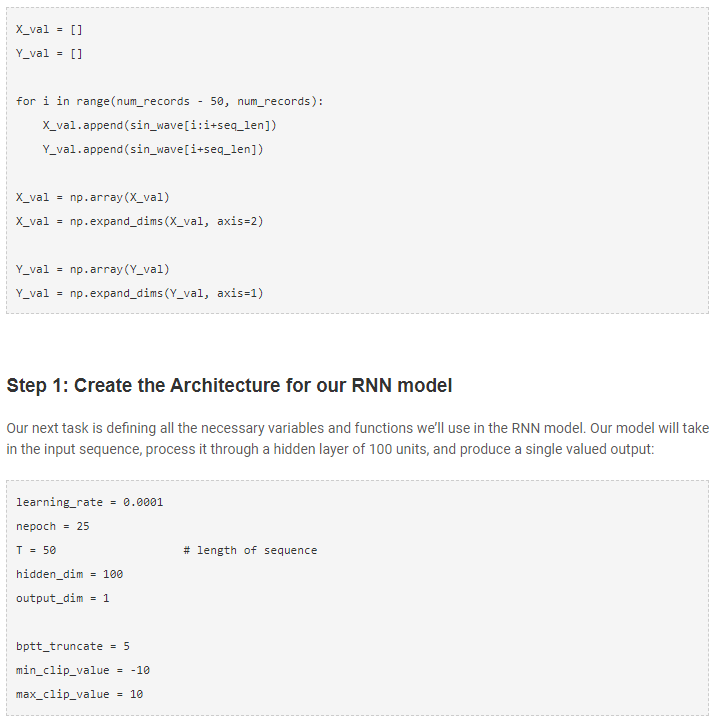 X_val = []
Y_val = []
for i in range(num_records - 50, num_records):
    X_val.append(sin_wave[i:i+seq_len])
    Y_val.append(sin_wave[i+seq_len])
X_val = np.array(X_val)
X_val = np.expand_dims(X_val, axis=2)
Y_val = np.array(Y_val)
Y_val = np.expand_dims(Y_val, axis=1)
Step 1: Create the Architecture for our RNN model
Our next task is defining all the necessary variables and functions we’ll use in the RNN model. Our model will take
in the input sequence, process it through a hidden layer of 100 units, and produce a single valued output:
learning_rate = 0.0001
nepoch = 25
T = 50                   # length of sequence
hidden_dim = 100
output_dim = 1
bptt_truncate = 5
min_clip_value = -10
max_clip_value = 10